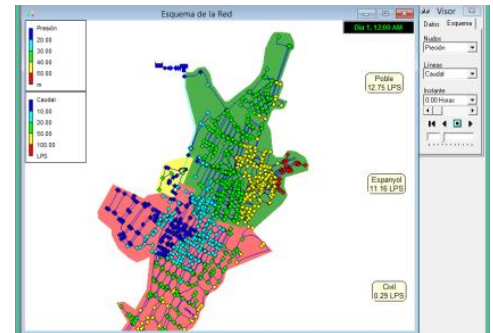 Esquema de la Red
Día 1, 12:00 AM
Presión
20.00
30.00
40.00
50.00
m
Caudal
10.00
20.00
50.00
100.00
LPS
Poble
12.75 LPS
Espanyol
11.16 LPS
Civil
0.29 LPS
Visor
Datos Esquema
Nudos
Presión
Líneas
Caudal
Instante
0:00 Horas